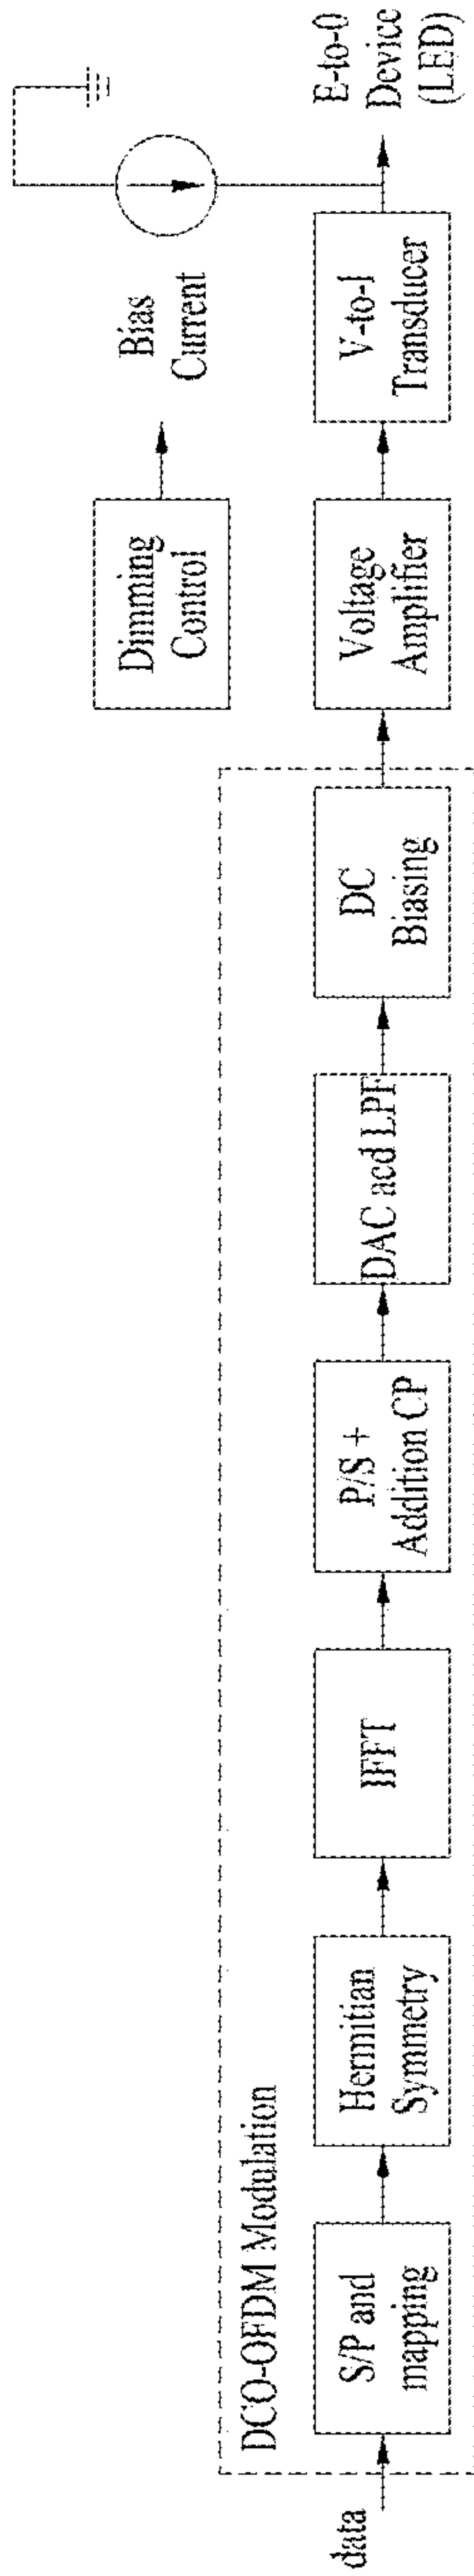 DCO-OFDM Modulation
data
S/P and
mapping
Hermitian
Symmetry
IFFT
P/S +
Addition CP
DAC acd LPF
DC
Biasing
Voltage
Amplifier
V-to-I
Transducer
E-to-0
Device
(LED)
Dimming
Control
Bias
Current